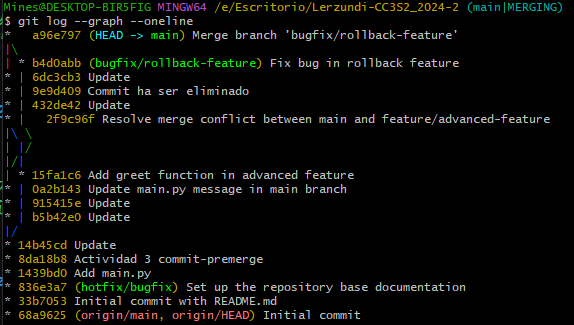 Mines@DESKTOP-BIR5FIG MINGW64 /e/Escritorio/Lerzundi-CC3S2_2024-2 (main|MERGING)
$ git log --graph --oneline
*   a96e797 (HEAD -> main) Merge branch 'bugfix/rollback-feature'
|\
| * b4d0abb (bugfix/rollback-feature) Fix bug in rollback feature
* | 6dc3cb3 Update
* | 9e9d409 Commit ha ser eliminado
* | 432de42 Update
* |   2f9c96f Resolve merge conflict between main and feature/advanced-feature
|\ \
| |/
|/|
| * 15fa1c6 Add greet function in advanced feature
* | 0a2b143 Update main.py message in main branch
* | 915415e Update
* | b5b42e0 Update
|/
* 14b45cd Update
* 8da18b8 Actividad 3 commit-premerge
* 1439bd0 Add main.py
* 836e3a7 (hotfix/bugfix) Set up the repository base documentation
* 33b7053 Initial commit with README.md
* 68a9625 (origin/main, origin/HEAD) Initial commit